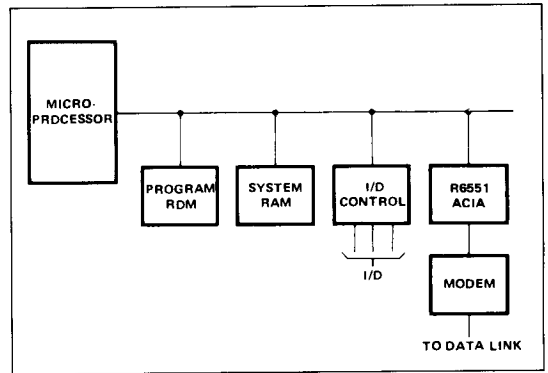 MICRO-
PRDCESSOR
PROGRAM
RDM
SYSTEM
RAM
I/D
CONTROL
R6551
ACIA
I/D
MODEM
TO DATA LINK